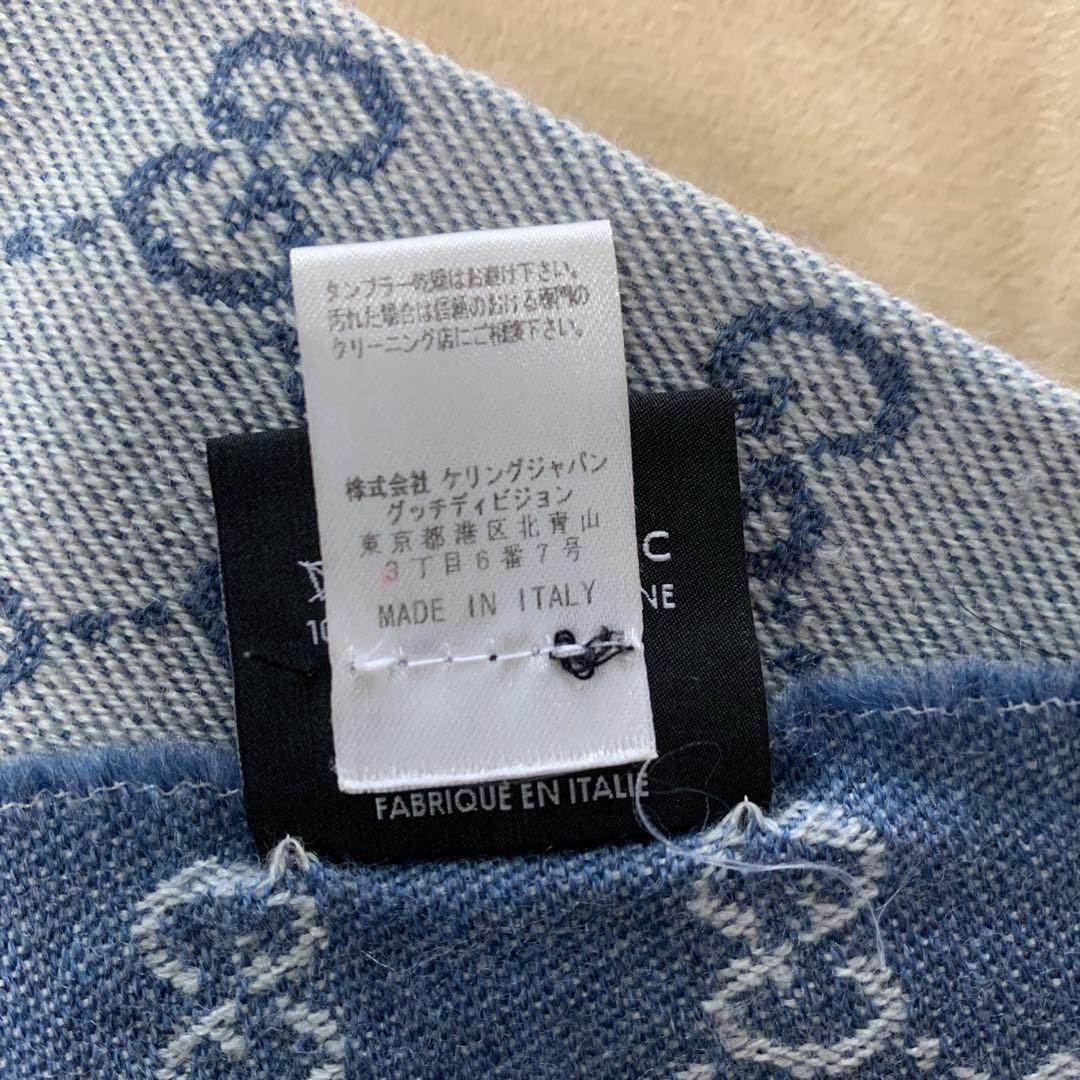 タンブラー乾燥はお避け下さい。
汚れた場合は信頼のおける専門の
クリーニング店にご相談下さい。
株式会社 ケリングジャパン
グッチディビジョン
東京都港区北青山
3丁目6番7号
MADE IN ITALY
C
NE
10
FABRIQUÉ EN ITALIE